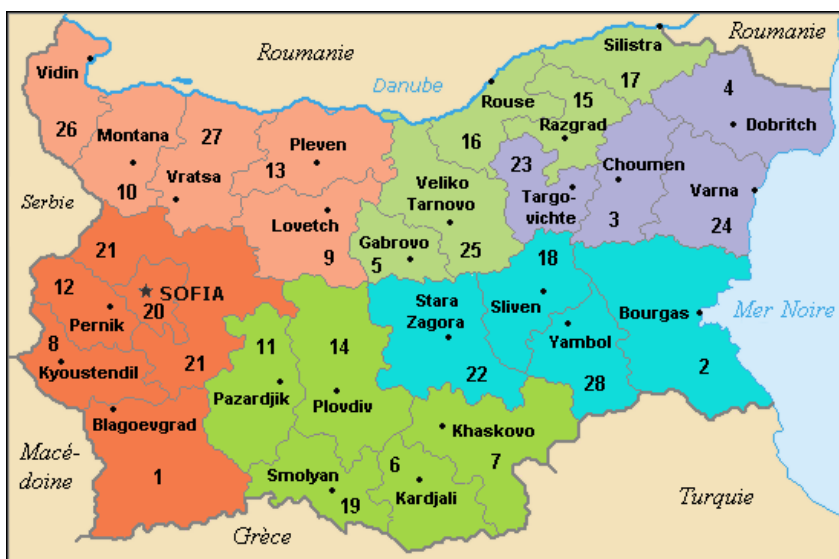 Roumanie
Silistra
Roumanie
Vidin
Danube
17
4
Rouse
15
26
27
Dobritch
Montana
Pleven
16
Razgrad
13
23
Choumen
Vratsa
Veliko
Tarnovo
Targo-
vichte
Varna
10
Serbie
Lovetch
3
24
21
Gabrovo
25
9
5
18
12
SOFIA
Stara
Zagora
Sliven
Bourgas
Mer Noire
20
Pernik
8
11
14
Yambol
21
Kyoustendil
22
28
2
Pazardjik
Plovdiv
Blagoevgrad
Khaskovo
Macé-
doine
1
Smolyan
6
7
Kardjali
19
Turquie
Grèce